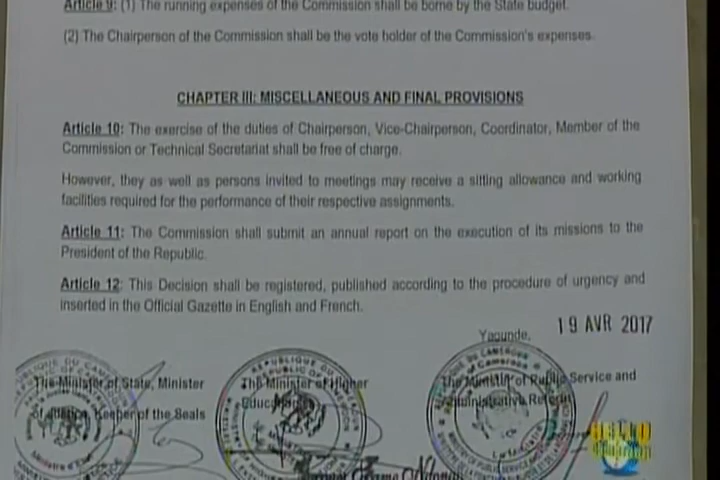 Article 9: (1) The running expenses of the Commission shall be borne by the State budget.
(2) The Chairperson of the Commission shall be the vote holder of the Commission's expenses.
CHAPTER III: MISCELLANEOUS AND FINAL PROVISIONS
Article 10: The exercise of the duties of Chairperson, Vice-Chairperson, Coordinator, Member of the
Commission or Technical Secretariat shall be free of charge.
However, they as well as persons invited to meetings may receive a sitting allowance and working
facilities required for the performance of their respective assignments.
Article 11: The Commission shall submit an annual report on the execution of its missions to the
President of the Republic.
Article 12: This Decision shall be registered, published according to the procedure of urgency and
inserted in the Official Gazette in English and French.
Yaounde, 19 AVR 2017
The Minister of State, Minister
of Justice, Keeper of the Seals
The Minister of Higher
Education
The Minister of Public Service and
Administrative Reform
HELLO